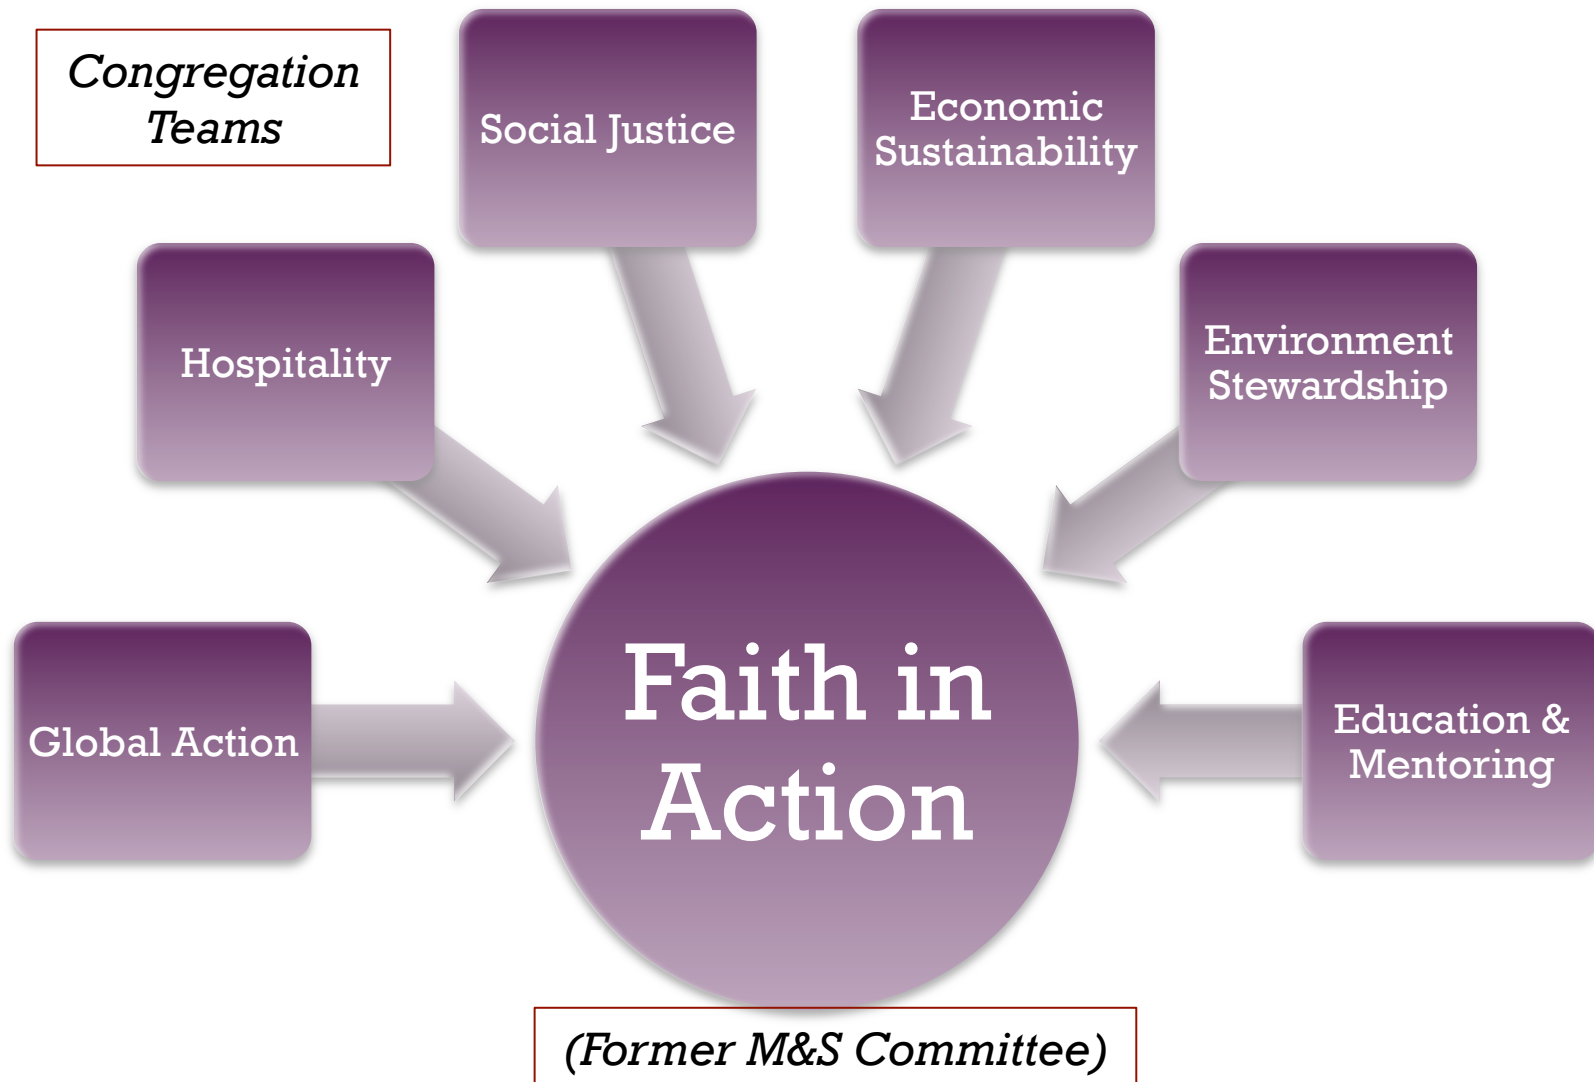 Congregation
Teams
Social Justice
Economic
Sustainability
Hospitality
Environment
Stewardship
Global Action
Faith in
Action
Education &
Mentoring
(Former M&S Committee)